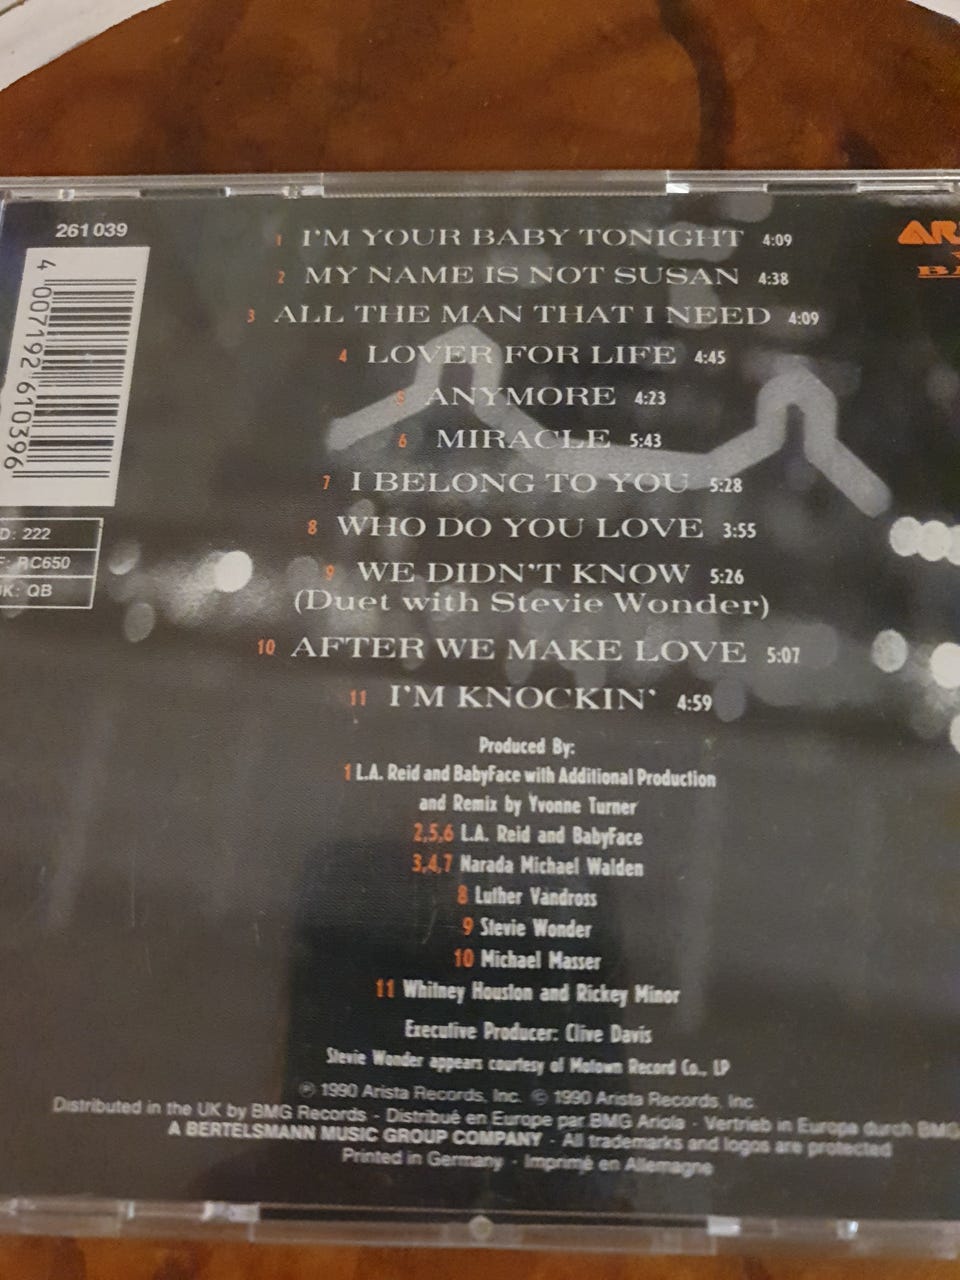 261 039
4 007192 610396
D: 222
F: RC650
UK: QB
1 I'M YOUR BABY TONIGHT 4:09
2 MY NAME IS NOT SUSAN 4:38
3 ALL THE MAN THAT I NEED 4:09
4 LOVER FOR LIFE 4:45
5 ANYMORE 4:23
6 MIRACLE 5:43
7 I BELONG TO YOU 5:28
8 WHO DO YOU LOVE 3:55
9 WE DIDN'T KNOW 5:26
(Duet with Stevie Wonder)
10 AFTER WE MAKE LOVE 5:07
11 I'M KNOCKIN' 4:59
Produced By:
1 L.A. Reid and BabyFace with Additional Production
and Remix by Yvonne Turner
2,5,6 L.A. Reid and BabyFace
3,4,7 Narada Michael Walden
8 Luther Vandross
9 Stevie Wonder
10 Michael Masser
11 Whitney Houston and Rickey Minor
Executive Producer: Clive Davis
Stevie Wonder appears courtesy of Motown Record Co., LP
℗ 1990 Arista Records, Inc. © 1990 Arista Records, Inc.
Distributed in the UK by BMG Records - Distribué en Europe par BMG Ariola - Vertrieb in Europa durch BMG
A BERTELSMANN MUSIC GROUP COMPANY - All trademarks and logos are protected
Printed in Germany - Imprimé en Allemagne